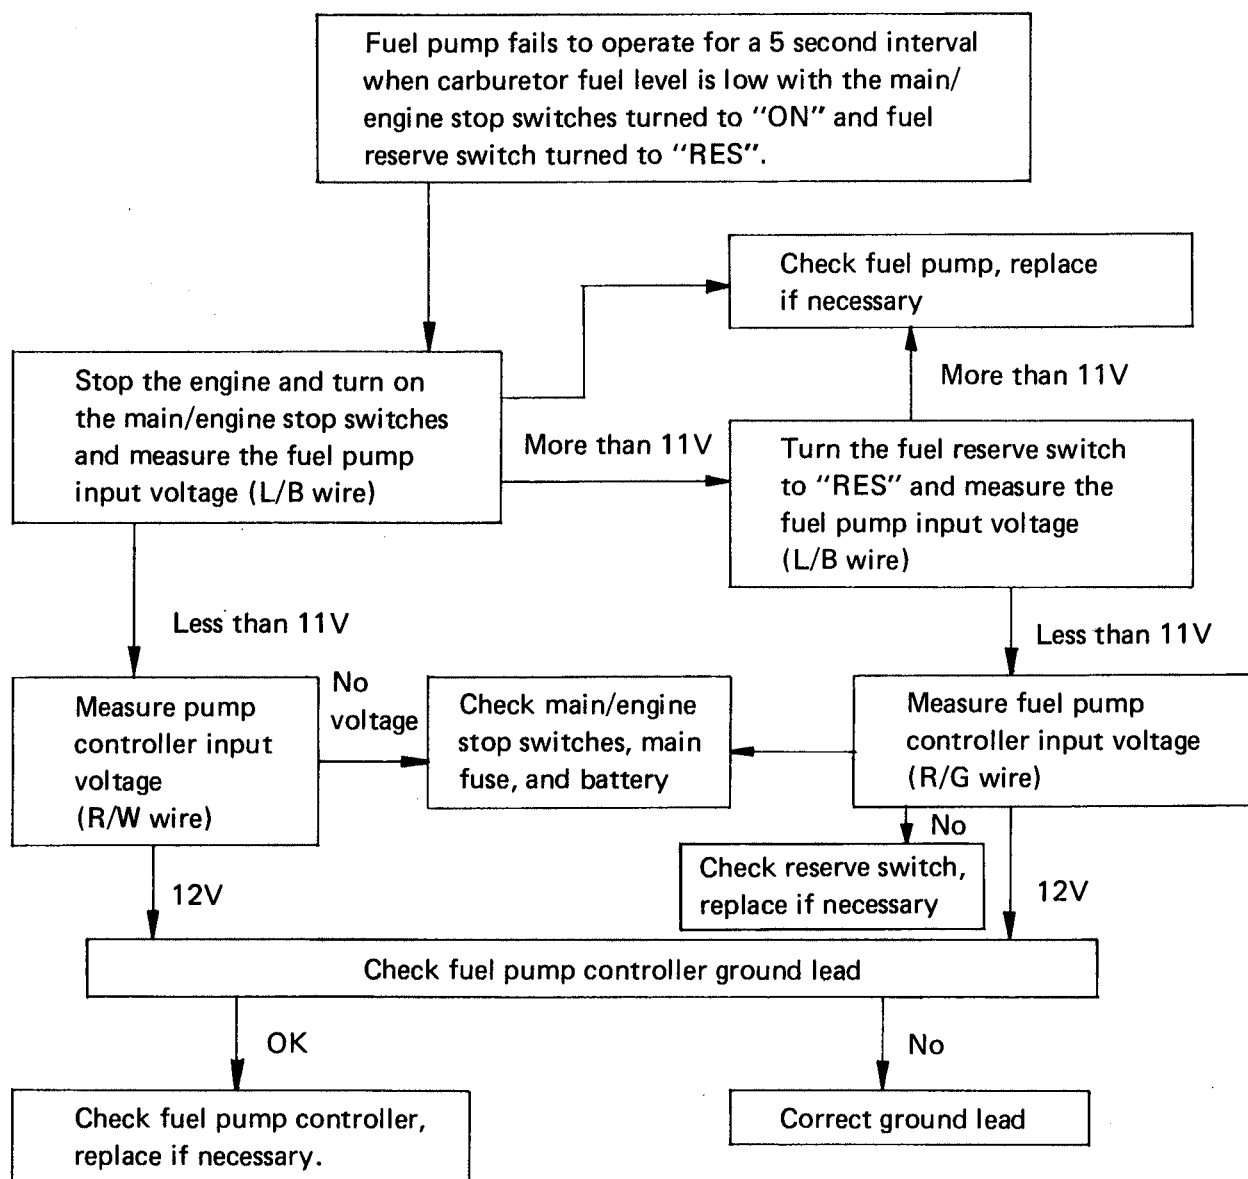 Fuel pump fails to operate for a 5 second interval
when carburetor fuel level is low with the main/
engine stop switches turned to “ON” and fuel
reserve switch turned to “RES”.
Check fuel pump, replace
if necessary
Stop the engine and turn on
the main/engine stop switches
and measure the fuel pump
input voltage (L/B wire)
More than 11V
More than 11V
Turn the fuel reserve switch
to “RES” and measure the
fuel pump input voltage
(L/B wire)
Less than 11V
Less than 11V
Measure pump
controller input
voltage
(R/W wire)
No
voltage
Check main/engine
stop switches, main
fuse, and battery
Measure fuel pump
controller input voltage
(R/G wire)
No
Check reserve switch,
replace if necessary
12V
12V
Check fuel pump controller ground lead
OK
No
Check fuel pump controller,
replace if necessary.
Correct ground lead